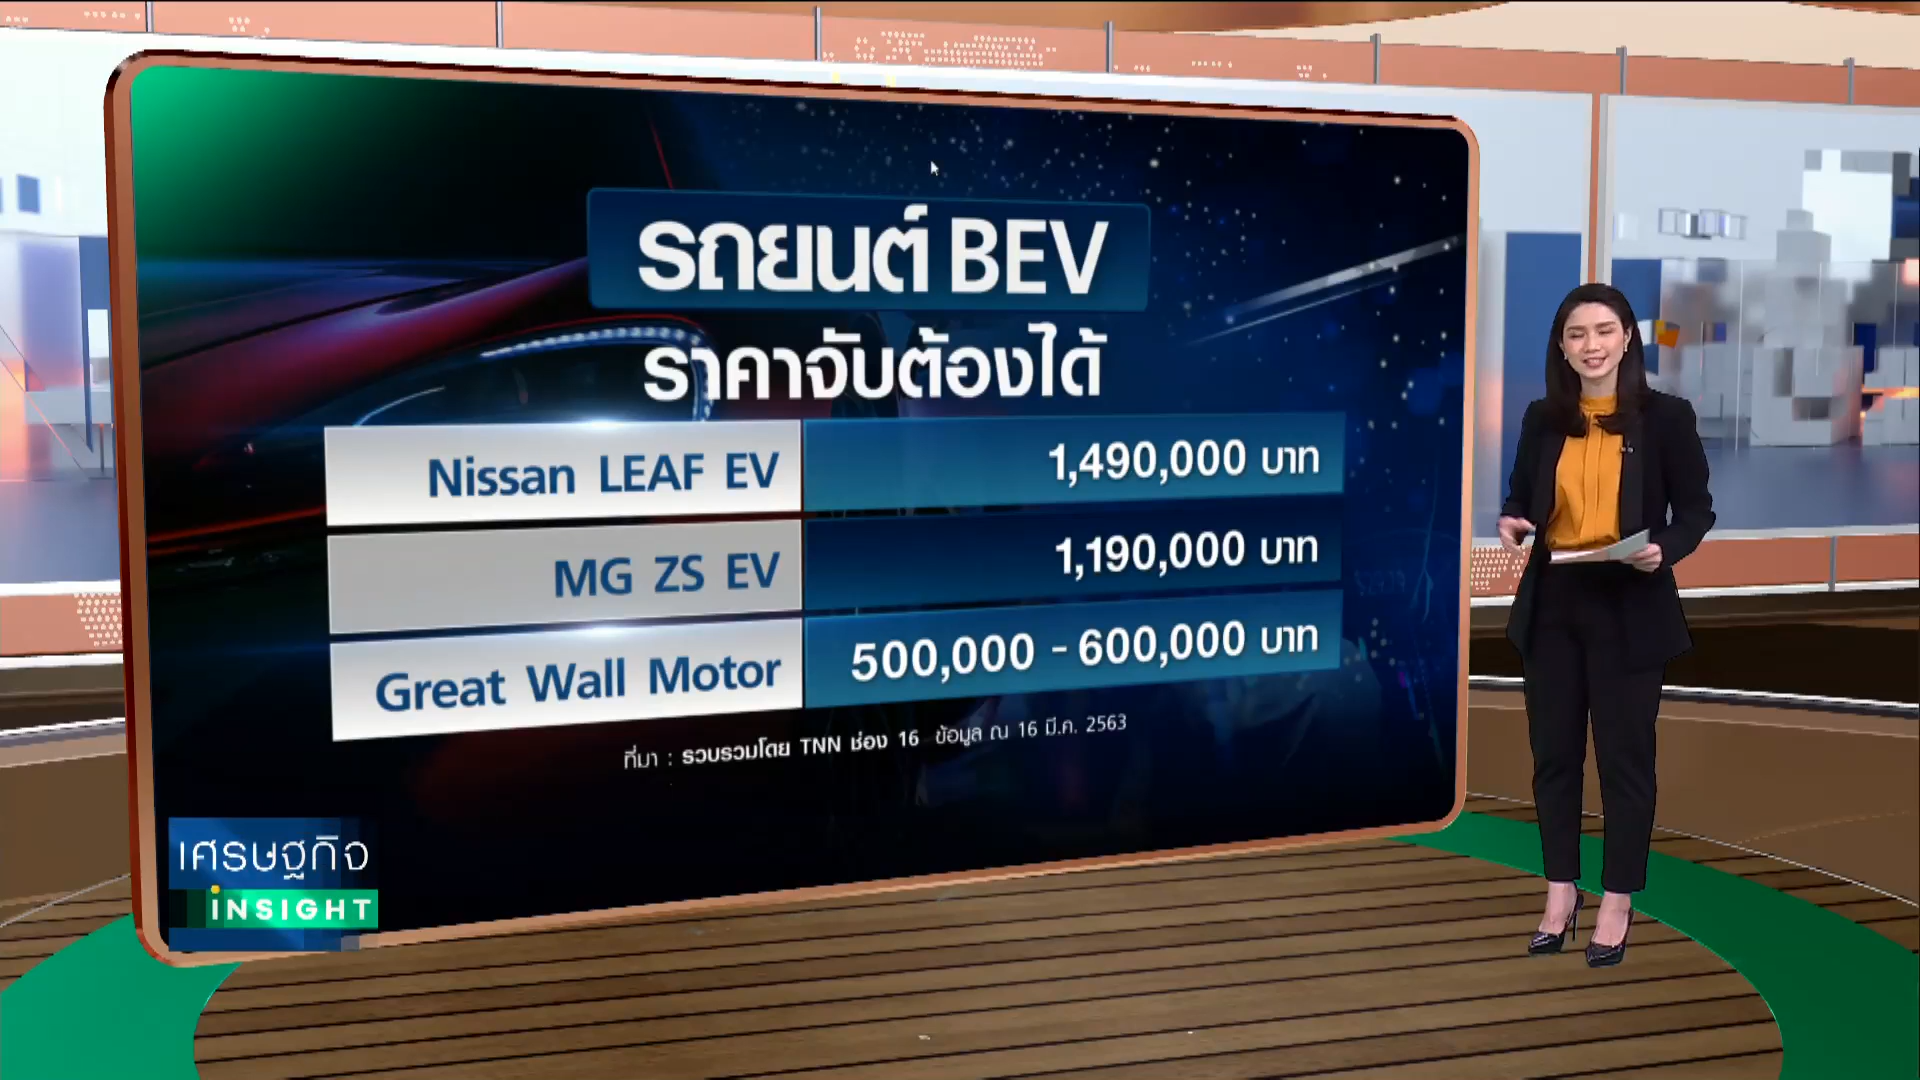 รถยนต์ BEV
ราคาจับต้องได้
Nissan LEAF EV 1,490,000 บาท
MG ZS EV 1,190,000 บาท
Great Wall Motor 500,000 - 600,000 บาท
ที่มา : รวบรวมโดย TNN ช่อง 16 ข้อมูล ณ 16 มี.ค. 2563
เศรษฐกิจ
INSIGHT